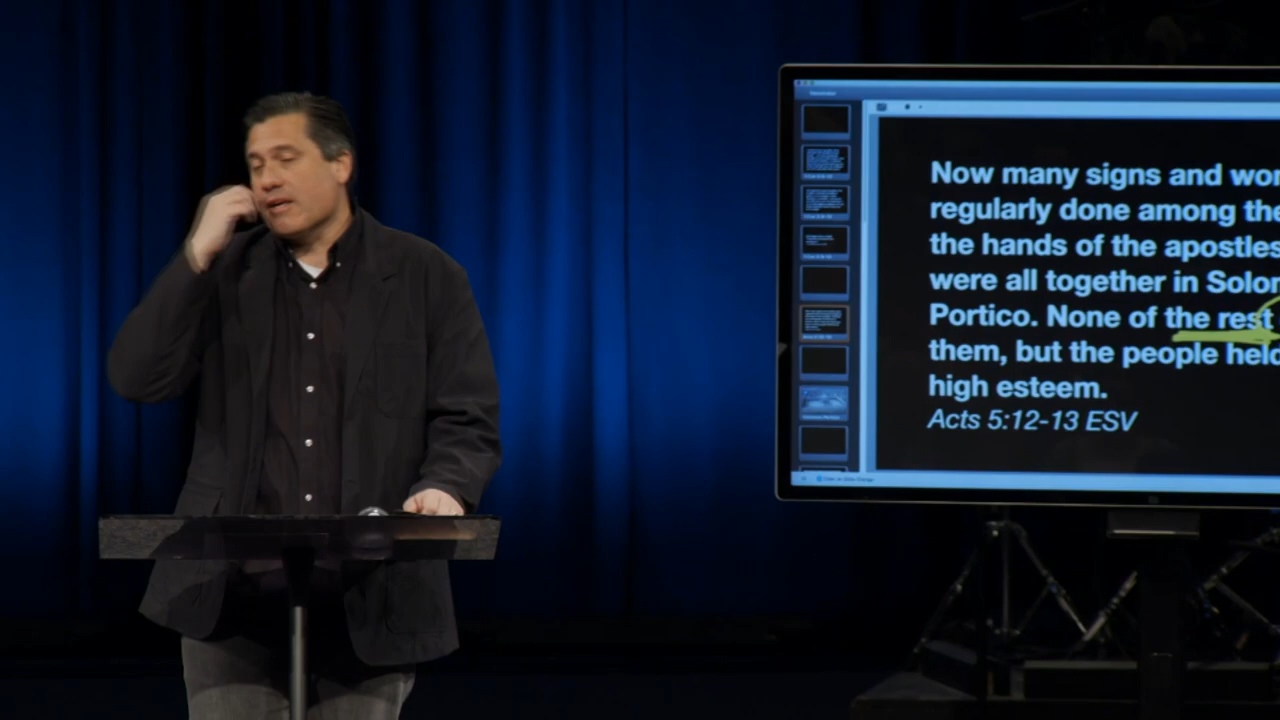 Now many signs and wor
regularly done among the
the hands of the apostles
were all together in Solor
Portico. None of the rest
them, but the people held
high esteem.
Acts 5:12-13 ESV